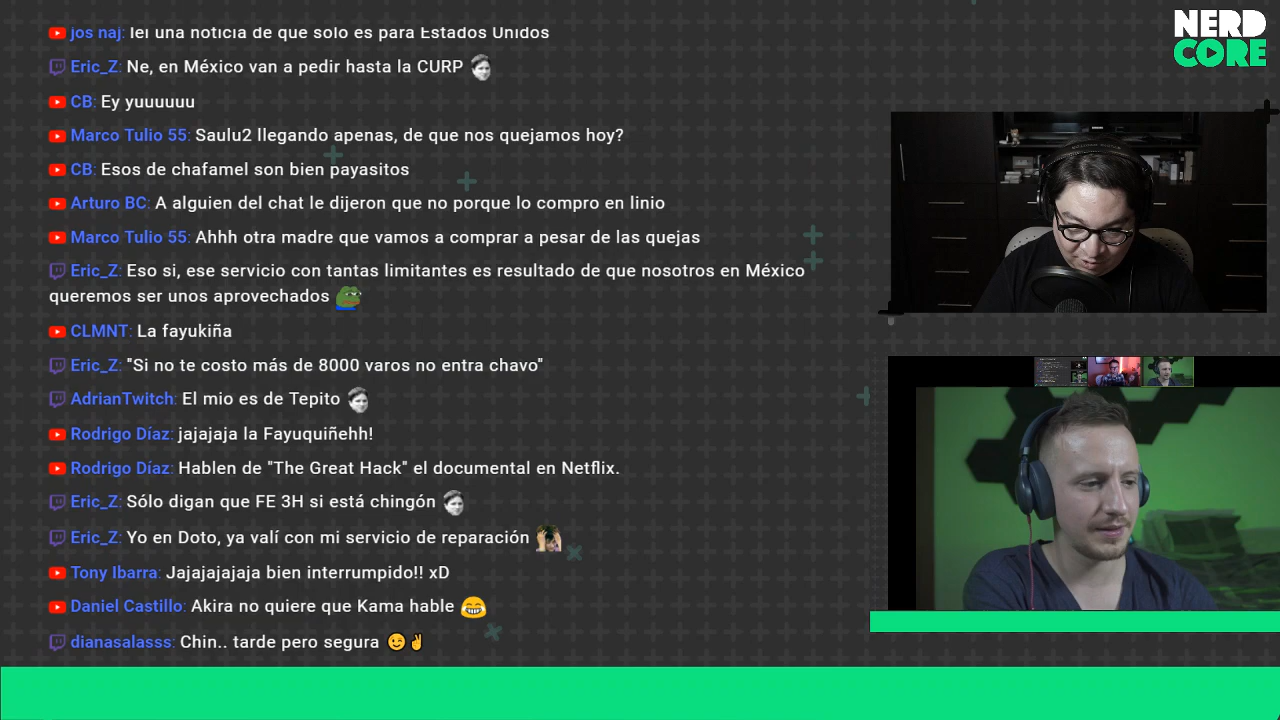 NERD
CORE
jos naj: leí una noticia de que solo es para Estados Unidos
Eric_Z: Ne, en México van a pedir hasta la CURP
CB: Ey yuuuuuu
Marco Tulio 55: Saulu2 llegando apenas, de que nos quejamos hoy?
CB: Esos de chafamel son bien payasitos
Arturo BC: A alguien del chat le dijeron que no porque lo compro en linio
Marco Tulio 55: Ahhh otra madre que vamos a comprar a pesar de las quejas
Eric_Z: Eso si, ese servicio con tantas limitantes es resultado de que nosotros en México
queremos ser unos aprovechados
CLMNT: La fayukiña
Eric_Z: "Si no te costo más de 8000 varos no entra chavo"
AdrianTwitch: El mio es de Tepito
Rodrigo Díaz: jajajaja la Fayuquiñehh!
Rodrigo Díaz: Hablen de "The Great Hack" el documental en Netflix.
Eric_Z: Sólo digan que FE 3H si está chingón
Eric_Z: Yo en Doto, ya valí con mi servicio de reparación
Tony Ibarra: Jajajajajaja bien interrumpido!! xD
Daniel Castillo: Akira no quiere que Kama hable 😂
dianasalasss: Chin.. tarde pero segura 😉✌